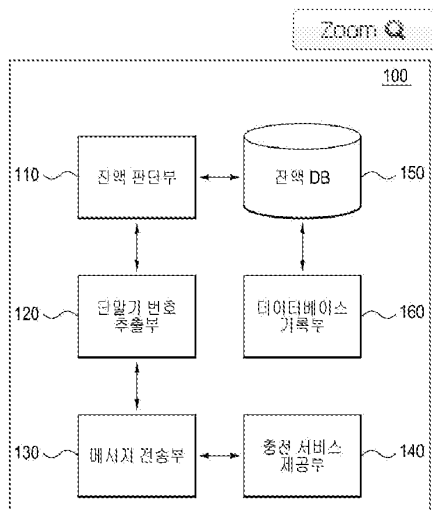 Zoom
100
110
잔액 판단부
잔액 DB
150
120
단말기 번호
추출부
데이터베이스
기록부
160
130
메시지 전송부
충전 서비스
제공부
140